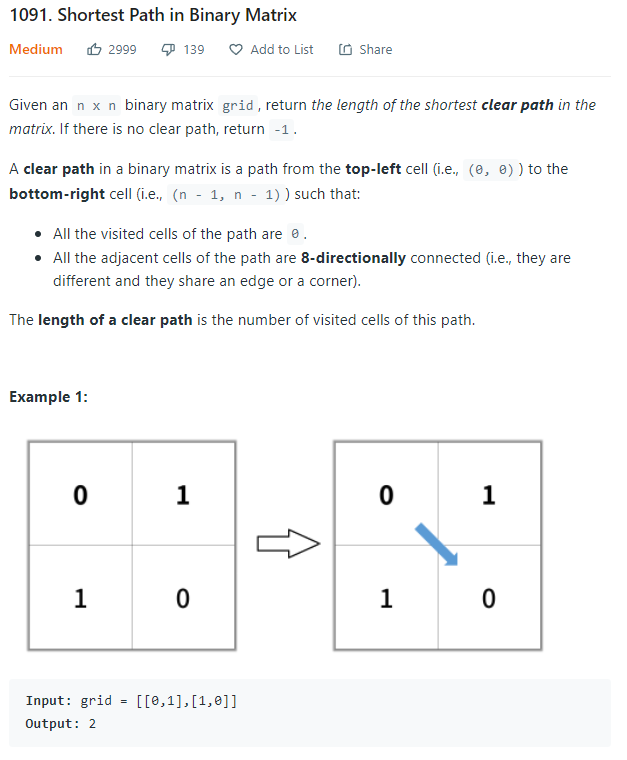 1091. Shortest Path in Binary Matrix
Medium 2999 139 Add to List Share
Given an n x n binary matrix grid , return the length of the shortest clear path in the
matrix. If there is no clear path, return -1 .
A clear path in a binary matrix is a path from the top-left cell (i.e., (0, 0) ) to the
bottom-right cell (i.e., (n - 1, n - 1) ) such that:
• All the visited cells of the path are 0 .
• All the adjacent cells of the path are 8-directionally connected (i.e., they are
different and they share an edge or a corner).
The length of a clear path is the number of visited cells of this path.
Example 1:
0 1 0 1
1 0 1 0
Input: grid = [[0,1],[1,0]]
Output: 2